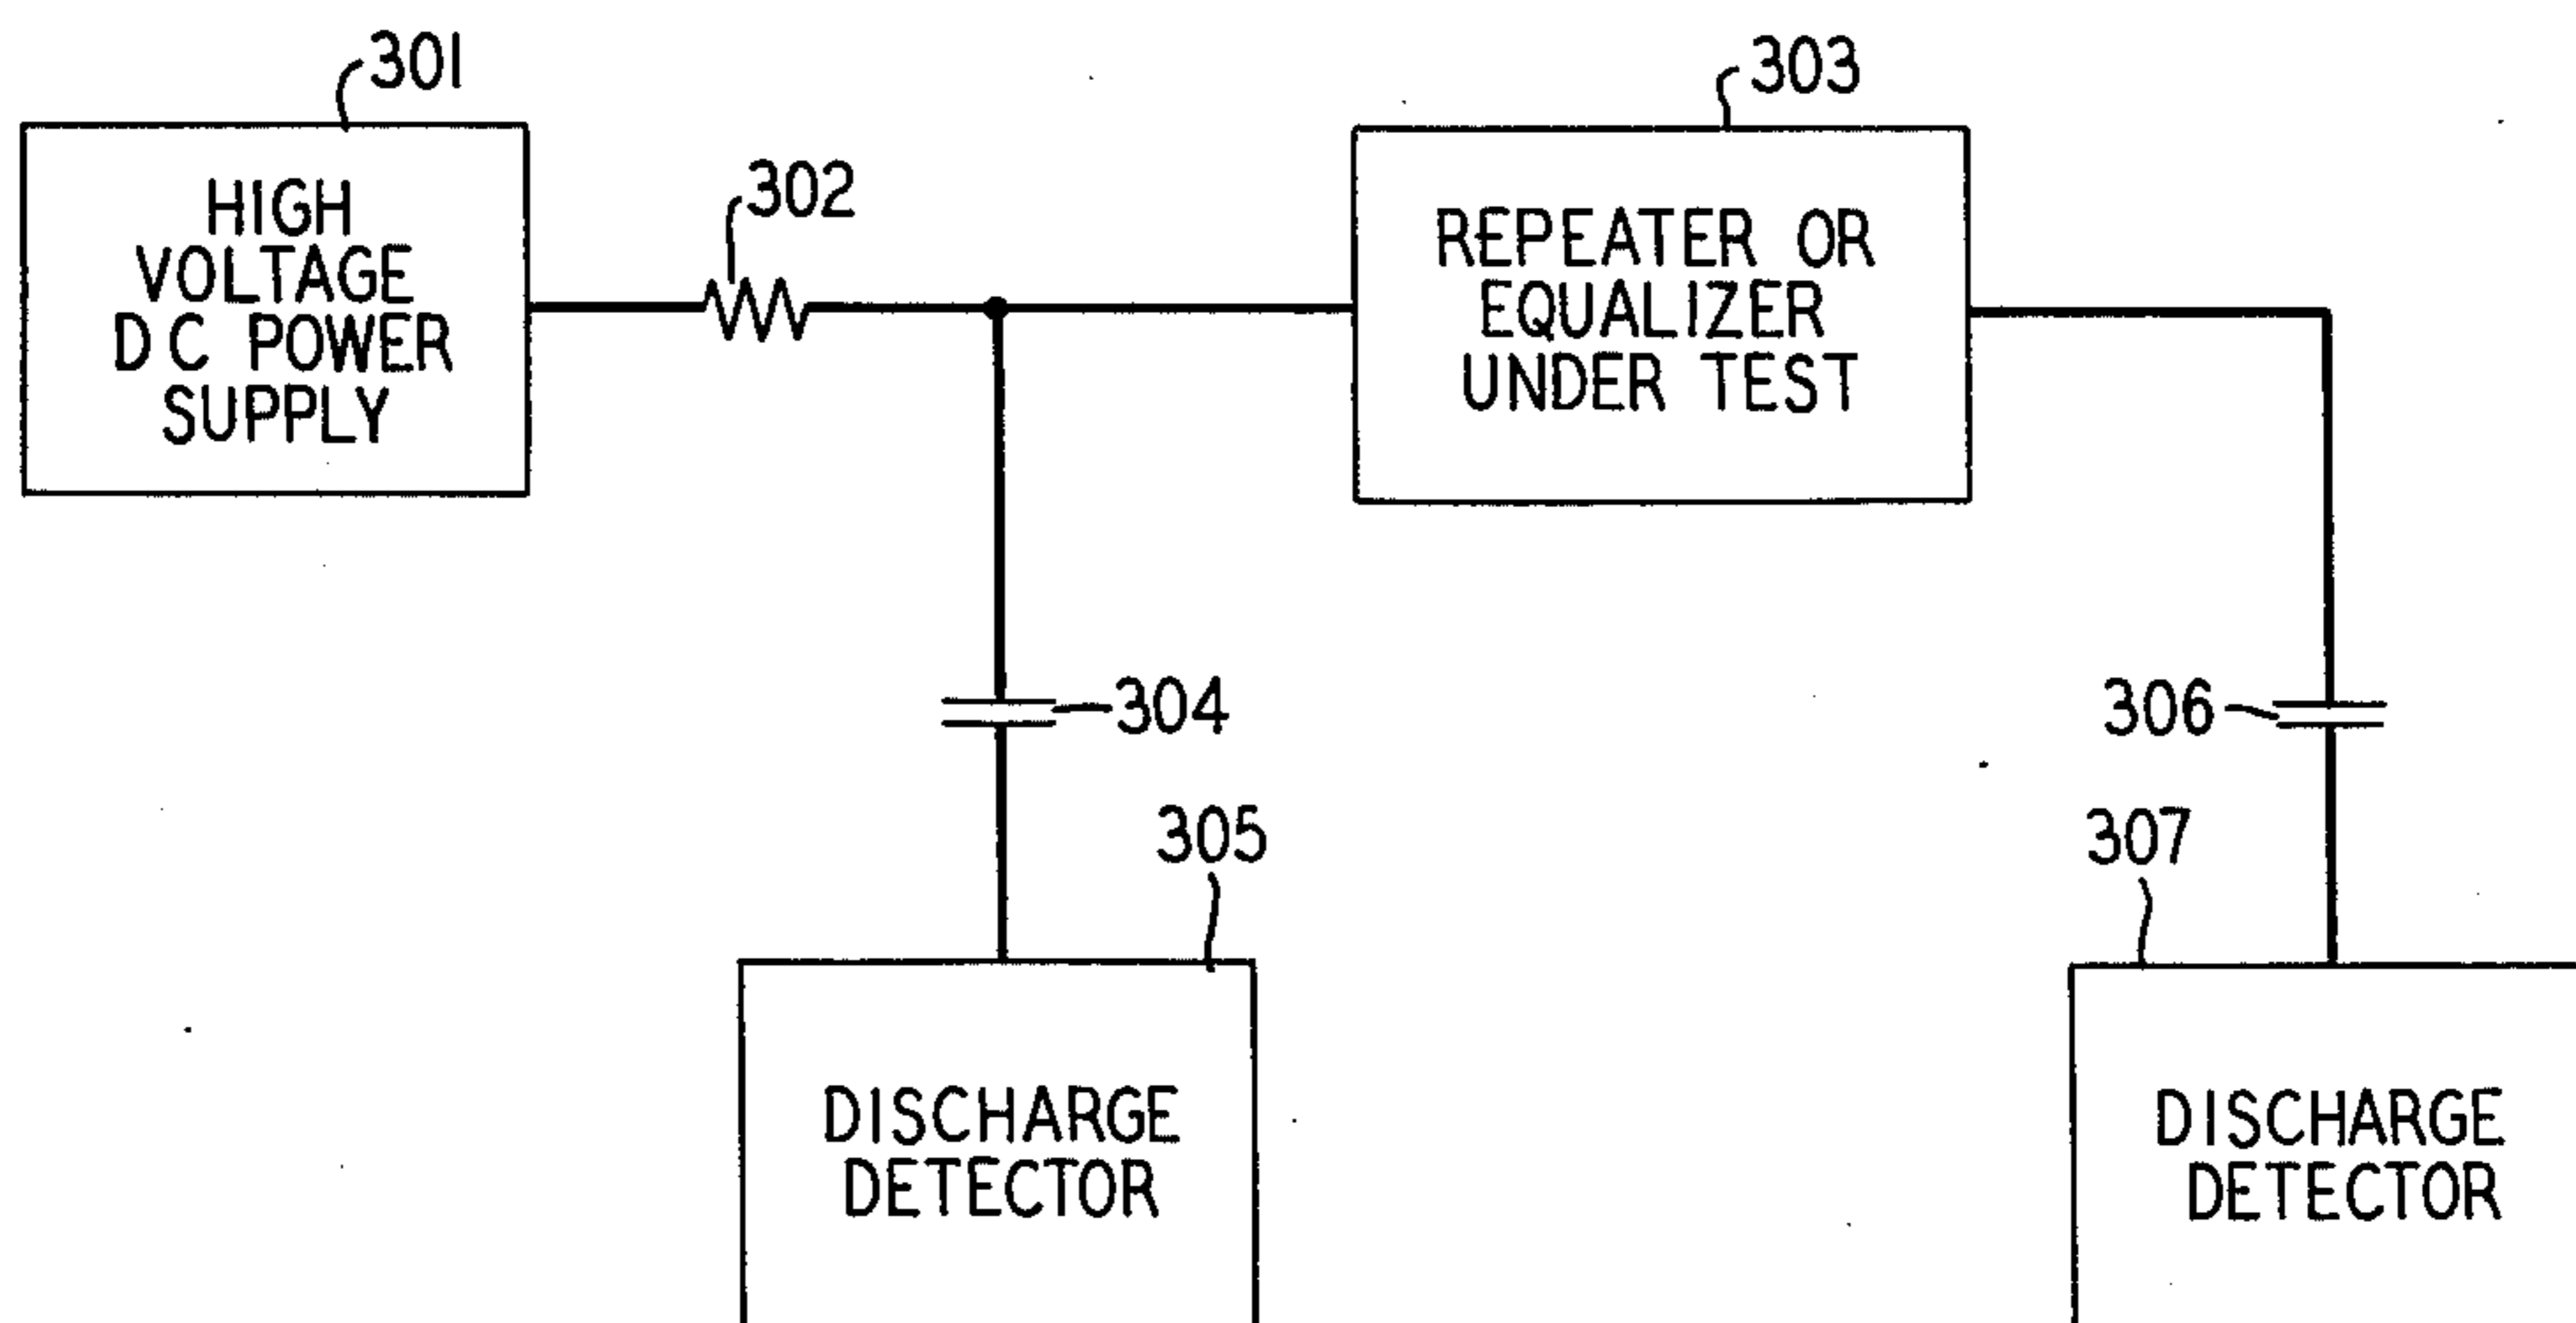 301
HIGH
VOLTAGE
DC POWER
SUPPLY
302
303
REPEATER OR
EQUALIZER
UNDER TEST
304
305
DISCHARGE
DETECTOR
306
307
DISCHARGE
DETECTOR